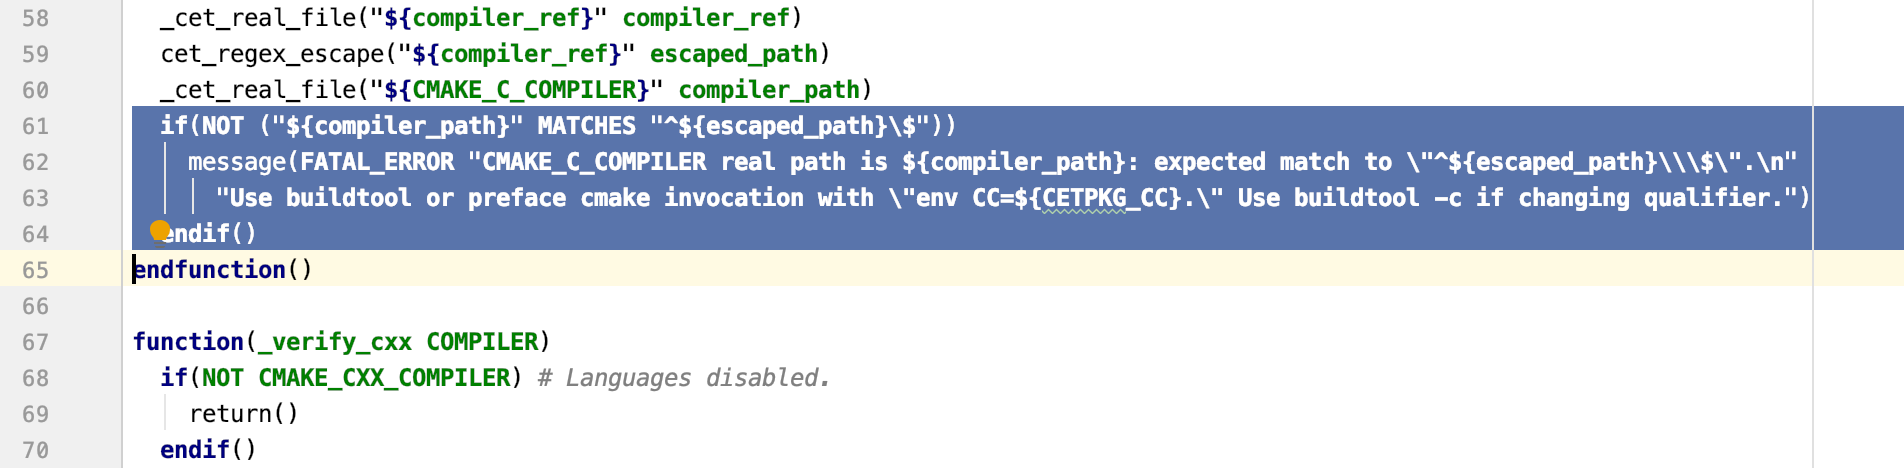 58 _cet_real_file("${compiler_ref}" compiler_ref)
59 cet_regex_escape("${compiler_ref}" escaped_path)
60 _cet_real_file("${CMAKE_C_COMPILER}" compiler_path)
61 if(NOT ("${compiler_path}" MATCHES "^${escaped_path}\$"))
62 message(FATAL_ERROR "CMAKE_C_COMPILER real path is ${compiler_path}: expected match to \"^${escaped_path}\\\$\".\n"
63 "Use buildtool or preface cmake invocation with \"env CC=${CETPKG_CC}.\" Use buildtool -c if changing qualifier.")
64 endif()
65 endfunction()
66
67 function(_verify_cxx COMPILER)
68 if(NOT CMAKE_CXX_COMPILER) # Languages disabled.
69 return()
70 endif()